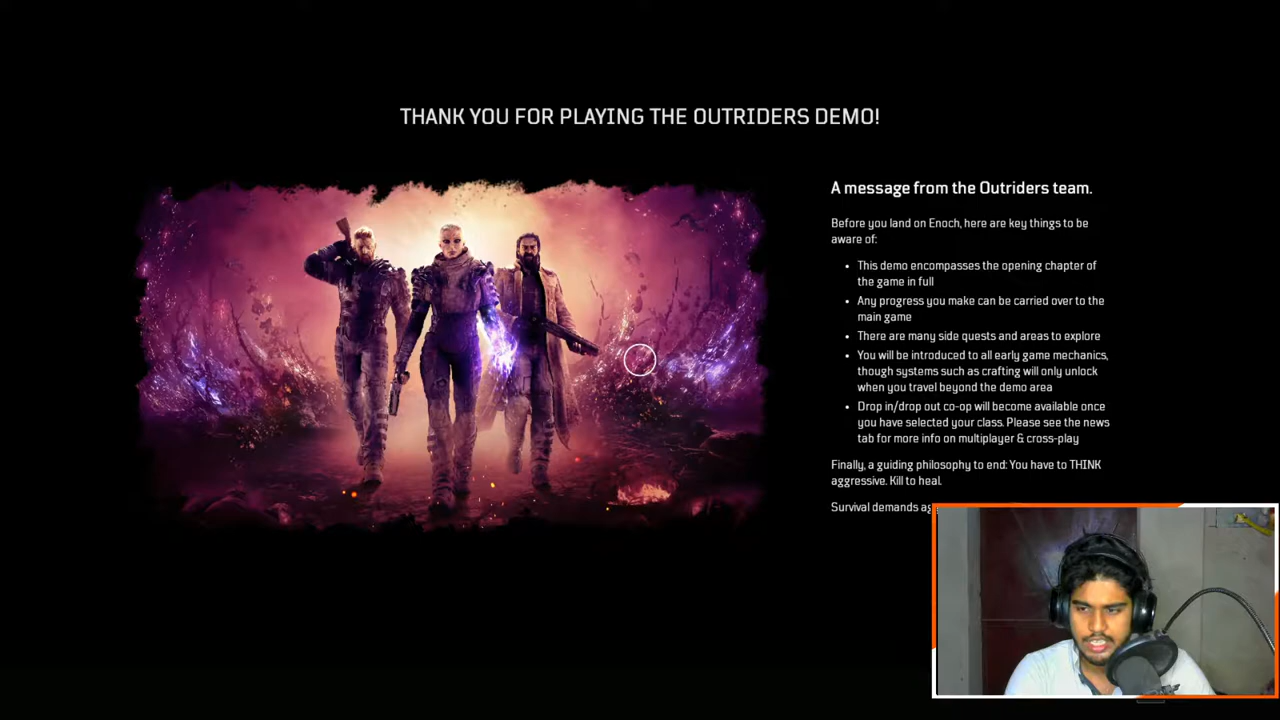 THANK YOU FOR PLAYING THE OUTRIDERS DEMO!
A message from the Outriders team.
Before you land on Enoch, here are key things to be
aware of:
• This demo encompasses the opening chapter of
the game in full
• Any progress you make can be carried over to the
main game
• There are many side quests and areas to explore
• You will be introduced to all early game mechanics,
though systems such as crafting will only unlock
when you travel beyond the demo area
• Drop in/drop out co-op will become available once
you have selected your class. Please see the news
tab for more info on multiplayer & cross-play
Finally, a guiding philosophy to end: You have to THINK
aggressive. Kill to heal.
Survival demands